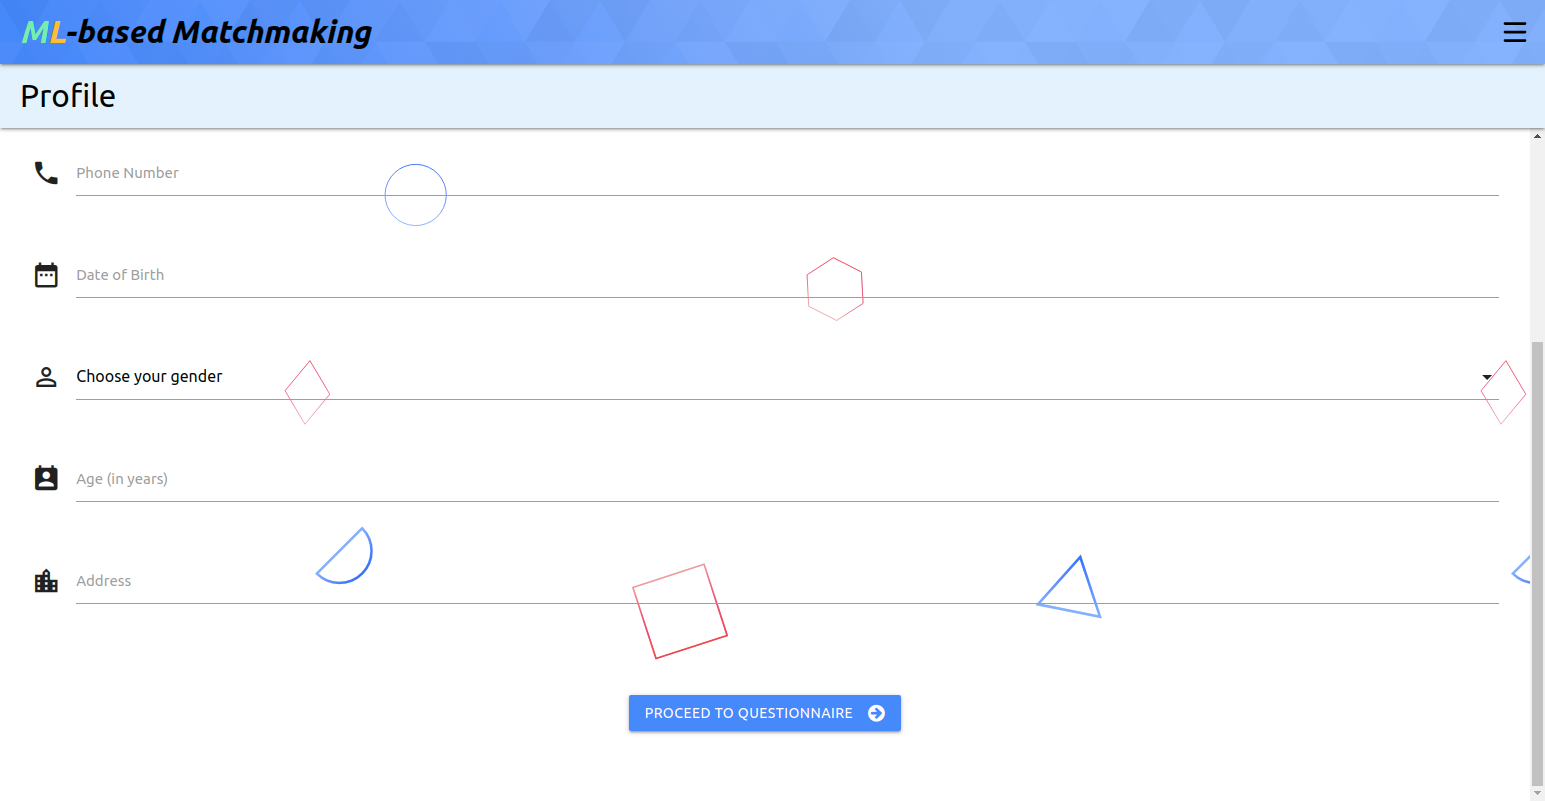 ML-based Matchmaking
Profile
Phone Number
Date of Birth
Choose your gender
Age (in years)
Address
PROCEED TO QUESTIONNAIRE